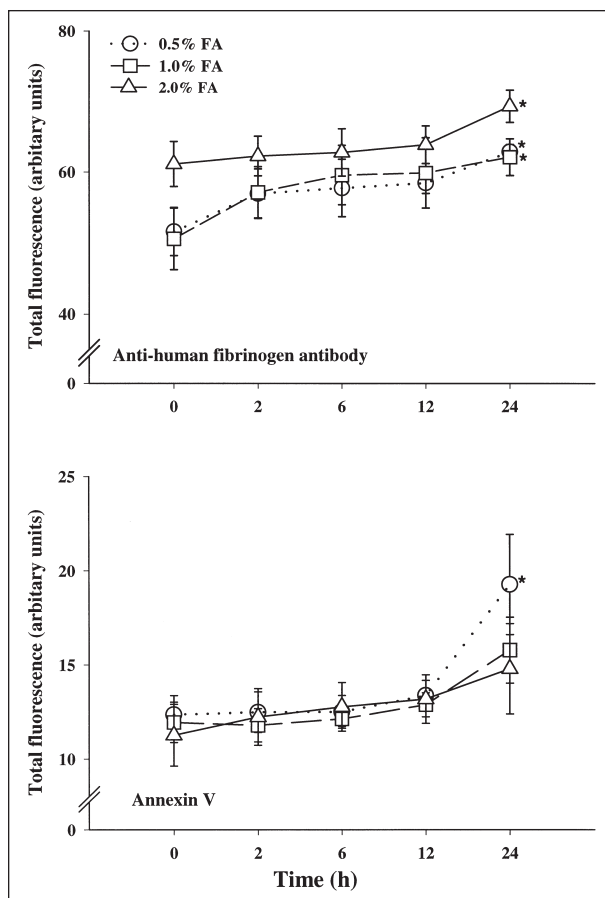 80
0.5% FA
1.0% FA
2.0% FA
60
40
0
Total fluorescence (arbitary units)
Anti-human fibrinogen antibody
*
*
*
0 2 6 12 24
25
20
15
10
0
Total fluorescence (arbitary units)
Annexin V
*
0 2 6 12 24
Time (h)